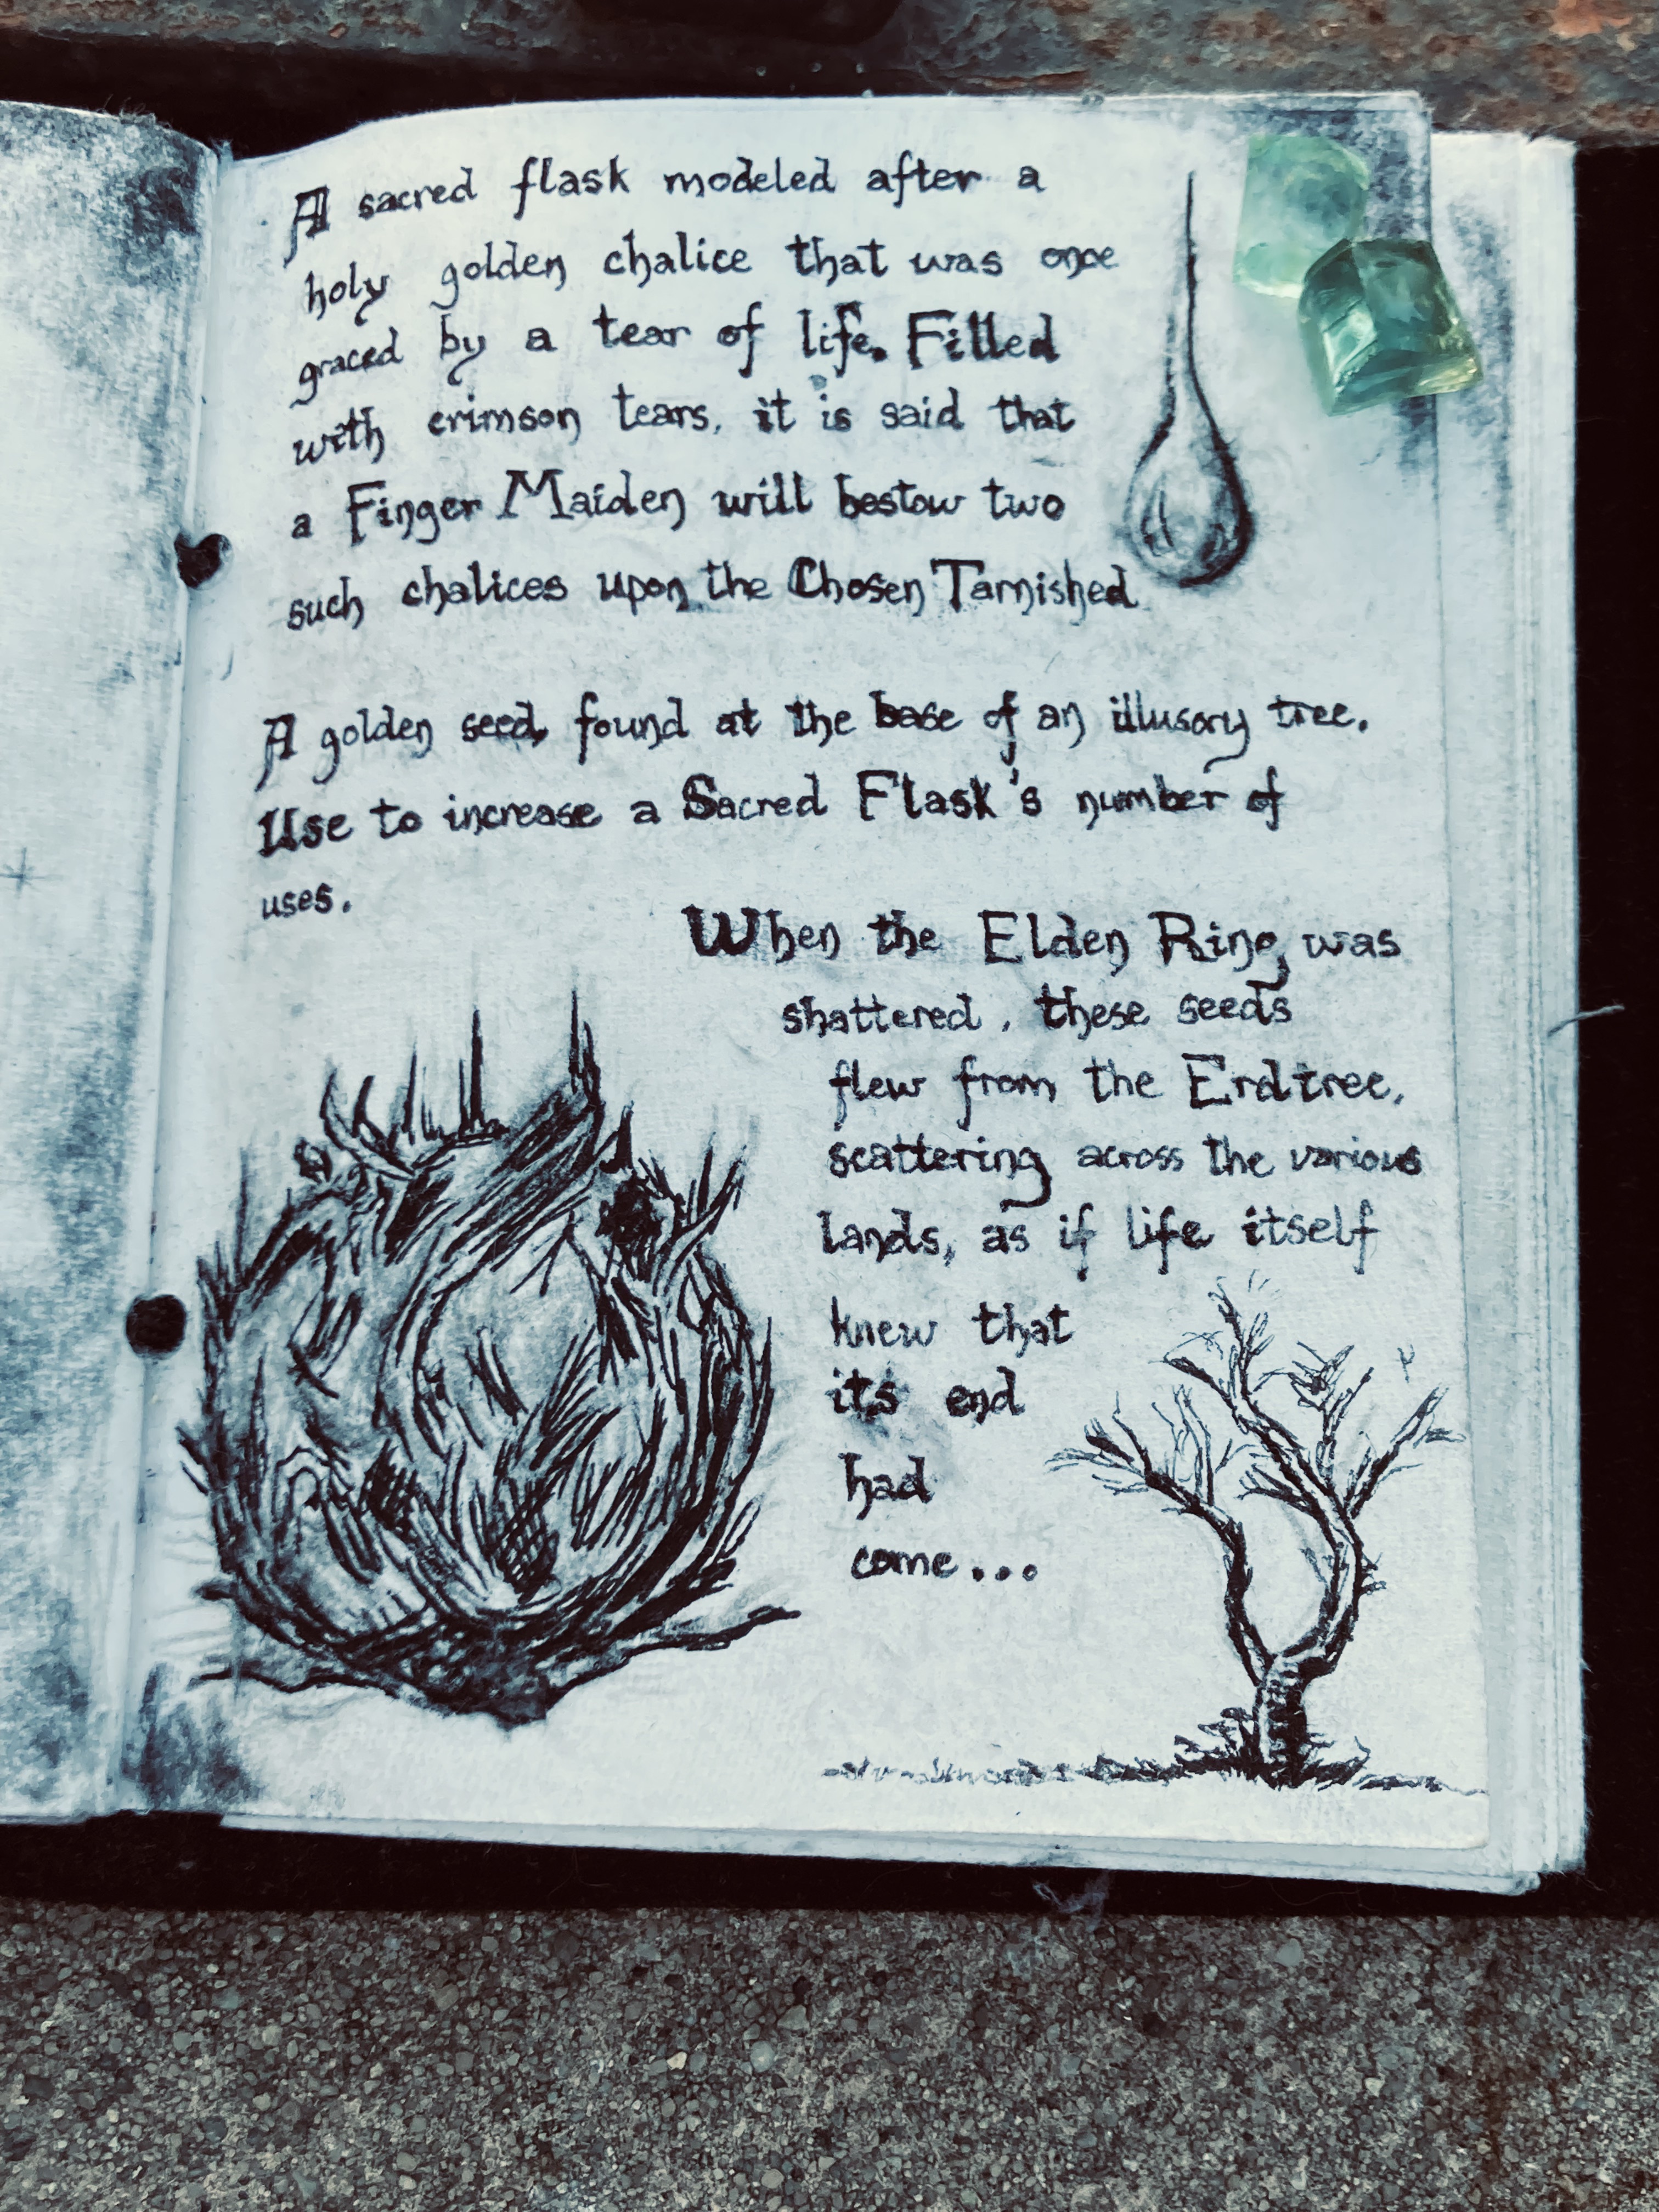 A sacred flask modeled after a
holy golden chalice that was once
graced by a tear of life. Filled
with crimson tears, it is said that
a Finger Maiden will bestow two
such chalices upon the Chosen Tarnished
A golden seed found at the base of an illusory tree.
Use to increase a Sacred Flask's number of
uses.
When the Elden Ring was
shattered, these seeds
flew from the Erdtree,
scattering across the various
lands, as if life itself
knew that
its end
had
come...